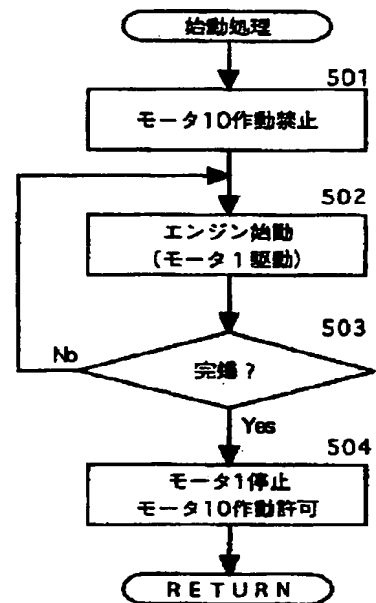 始動処理
501
モータ10作動禁止
502
エンジン始動
(モータ1駆動)
503
完爆?
No
Yes
504
モータ1停止
モータ10作動許可
RETURN